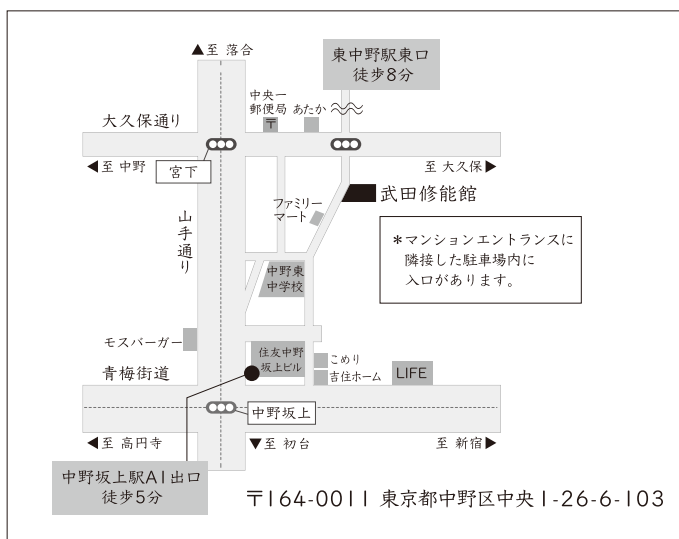 ▲至 落合
東中野駅東口
徒歩8分
中央一
郵便局
あたか
〒
大久保通り
◀至 中野
宮下
至 大久保▶
武田修能館
ファミリー
マート
山手通り
＊マンションエントランスに
隣接した駐車場内に
入口があります。
中野東
中学校
モスバーガー
住友中野
坂上ビル
こめり
吉住ホーム
LIFE
青梅街道
中野坂上
◀至 高円寺
▼至 初台
至 新宿▶
中野坂上駅A1出口
徒歩5分
〒164-0011 東京都中野区中央1-26-6-103